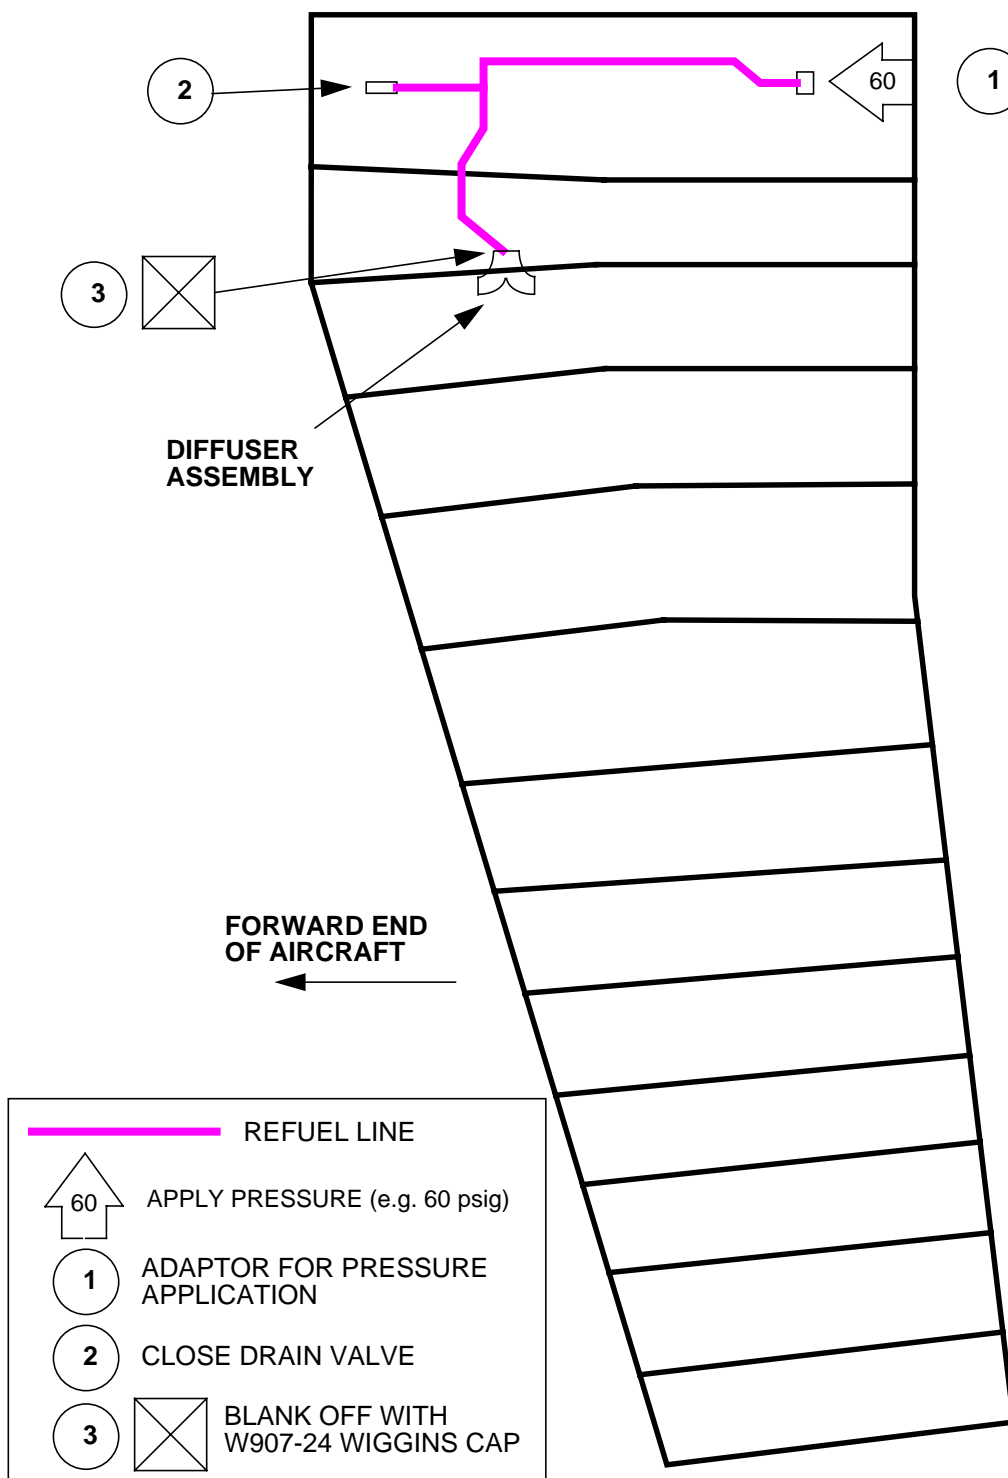 2
60
1
3
DIFFUSER
ASSEMBLY
FORWARD END
OF AIRCRAFT
REFUEL LINE
60
APPLY PRESSURE (e.g. 60 psig)
1
ADAPTOR FOR PRESSURE
APPLICATION
2
CLOSE DRAIN VALVE
3
BLANK OFF WITH
W907-24 WIGGINS CAP